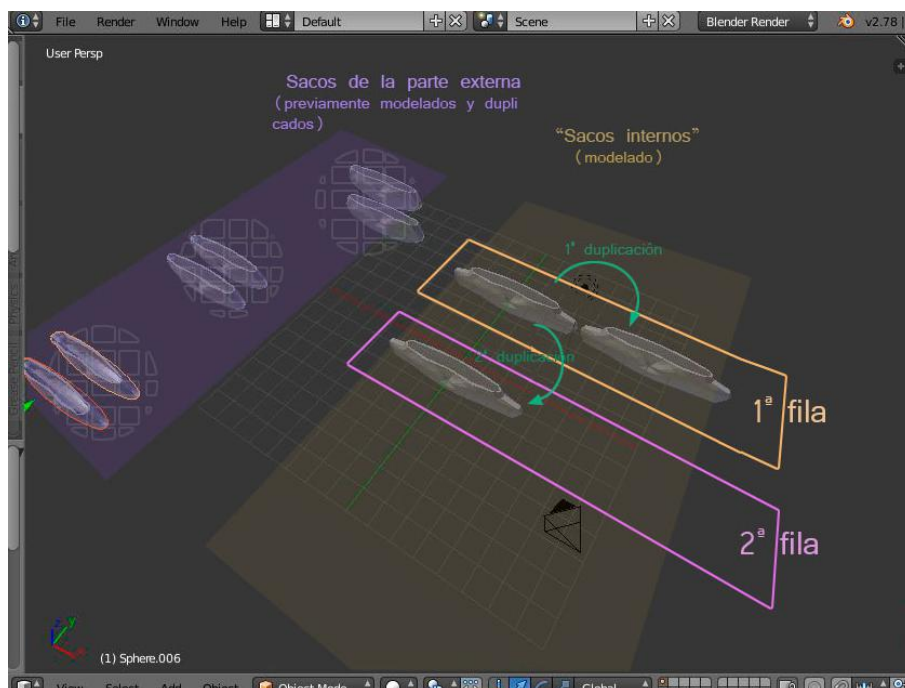 File Render Window Help Default Scene Blender Render v2.78
User Persp
Sacos de la parte externa
(previamente modelados y dupli
cados)
“Sacos internos”
(modelado)
1ª duplicación
2ª duplicación
1ª fila
2ª fila
(1) Sphere.006
View Select Add Object Object Mode Global